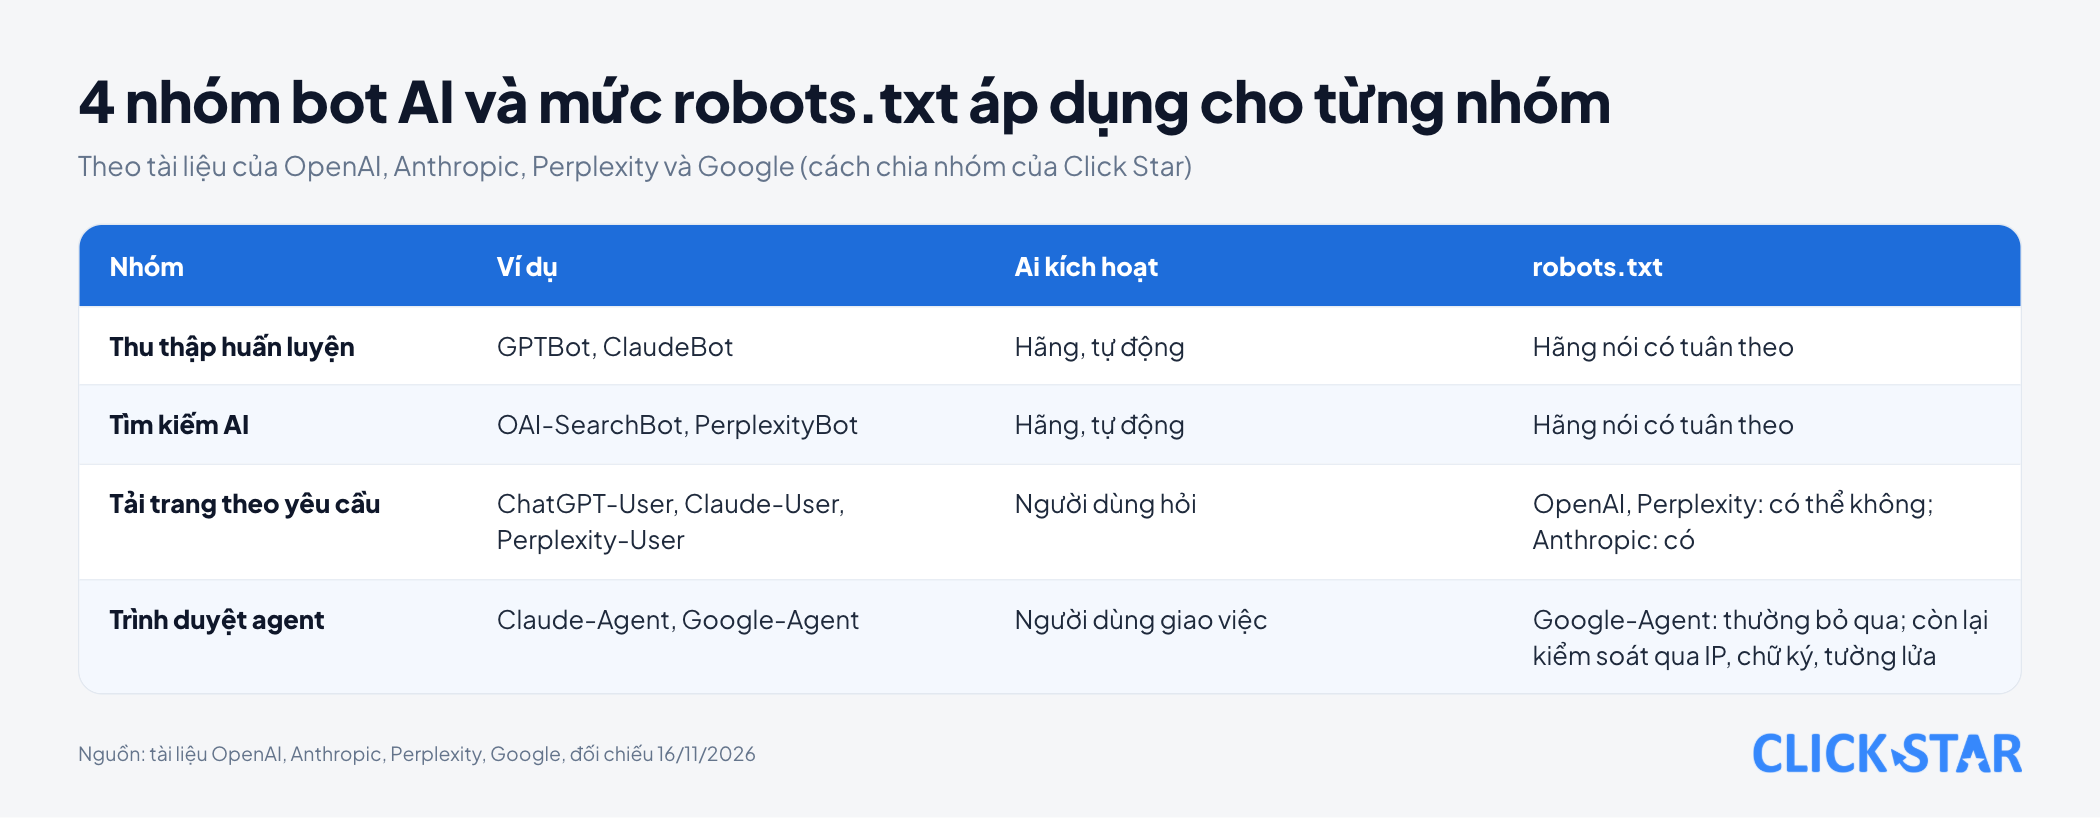 4 nhóm bot AI và mức robots.txt áp dụng cho từng nhóm
Theo tài liệu của OpenAI, Anthropic, Perplexity và Google (cách chia nhóm của Click Star)
Nhóm Ví dụ Ai kích hoạt robots.txt
Thu thập huấn luyện GPTBot, ClaudeBot Hãng, tự động Hãng nói có tuân theo
Tìm kiếm AI OAI-SearchBot, PerplexityBot Hãng, tự động Hãng nói có tuân theo
Tải trang theo yêu cầu ChatGPT-User, Claude-User, Người dùng hỏi OpenAI, Perplexity: có thể không;
Perplexity-User Anthropic: có
Trình duyệt agent Claude-Agent, Google-Agent Người dùng giao việc Google-Agent: thường bỏ qua; còn lại
kiểm soát qua IP, chữ ký, tường lửa
Nguồn: tài liệu OpenAI, Anthropic, Perplexity, Google, đối chiếu 16/11/2026
CLICK STAR